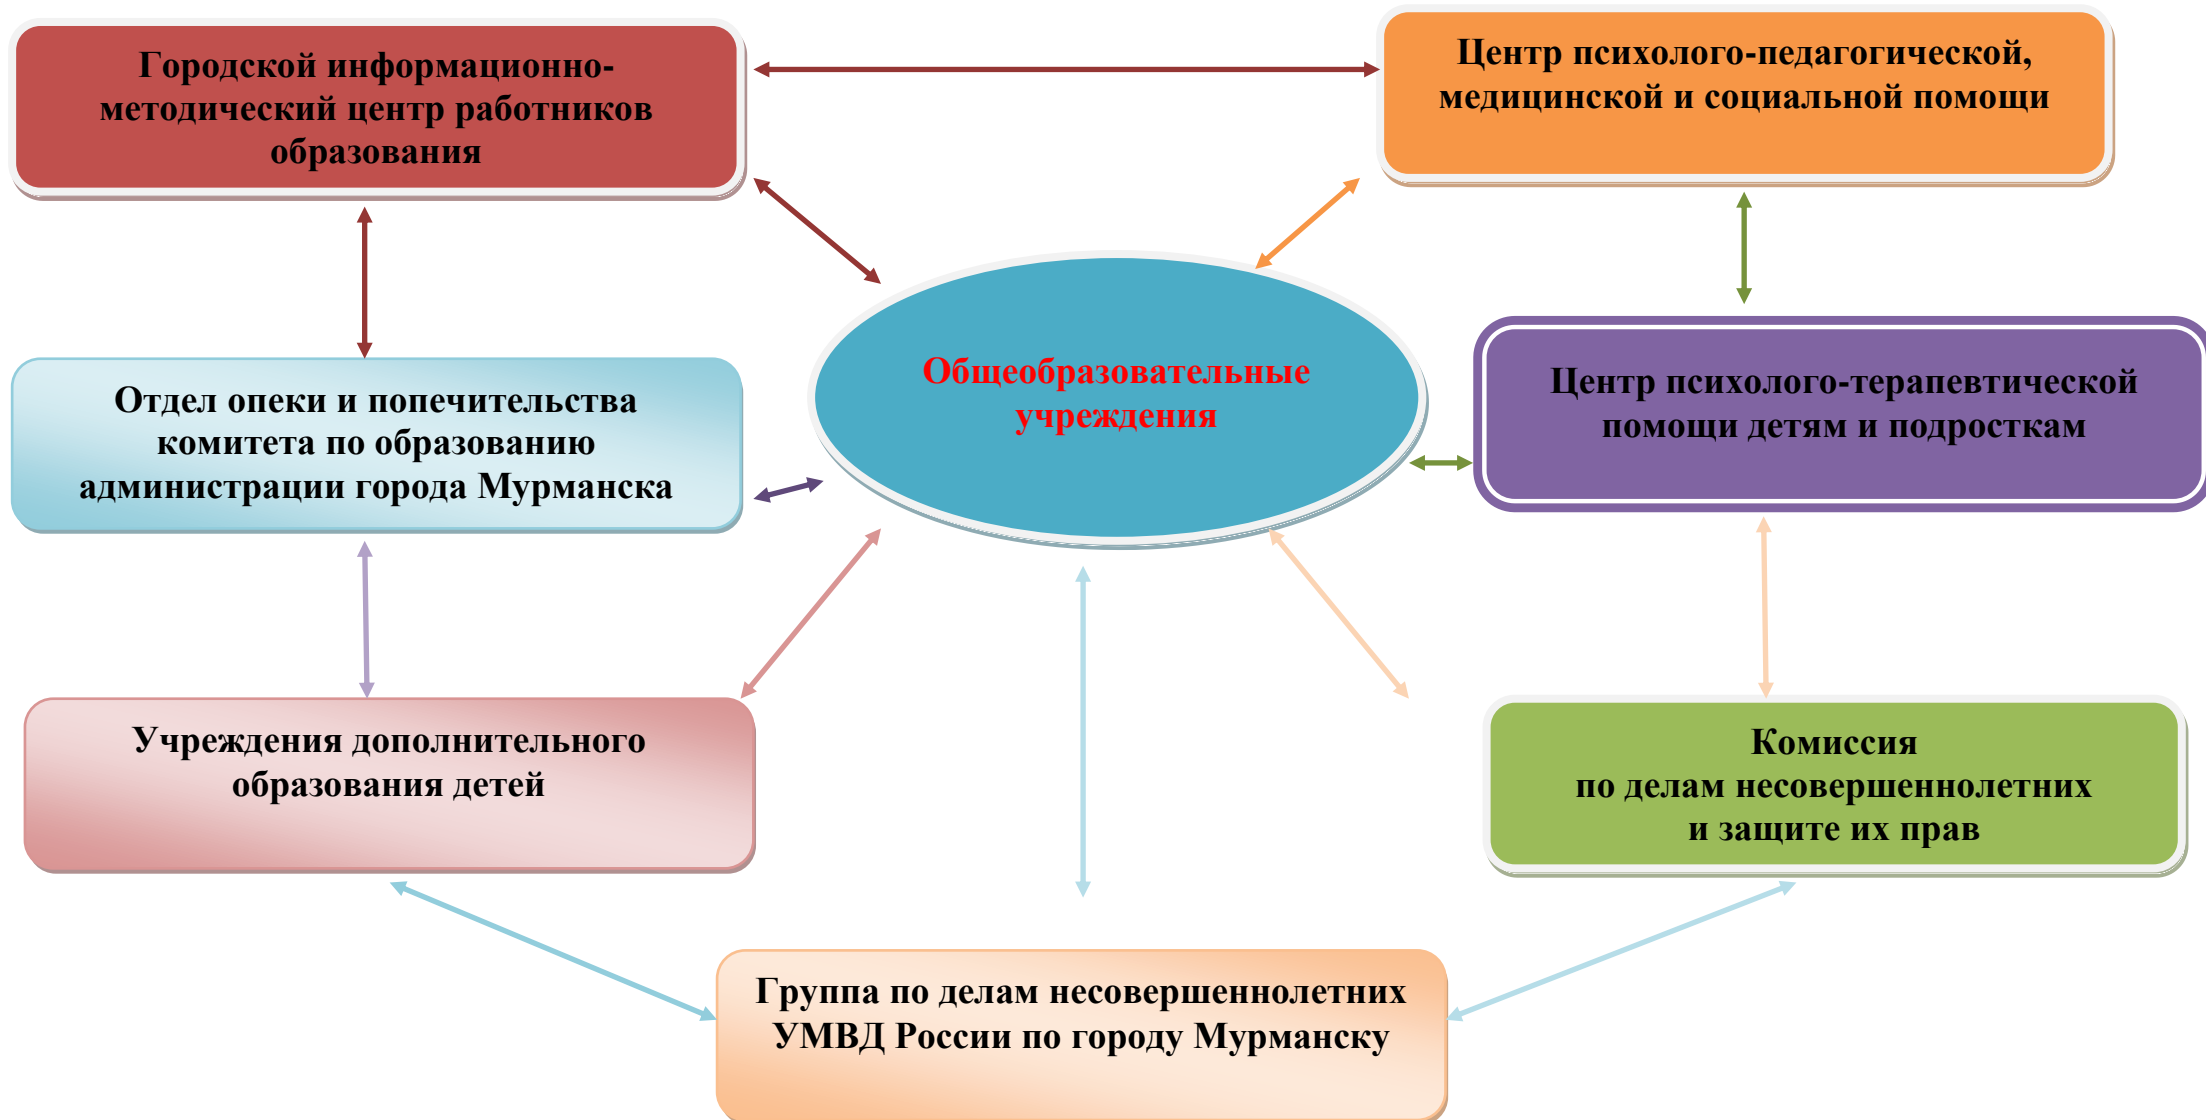 Городской информационно-
методический центр работников
образования
Центр психолого-педагогической,
медицинской и социальной помощи
Общеобразовательные
учреждения
Отдел опеки и попечительства
комитета по образованию
администрации города Мурманска
Центр психолого-терапевтической
помощи детям и подросткам
Учреждения дополнительного
образования детей
Комиссия
по делам несовершеннолетних
и защите их прав
Группа по делам несовершеннолетних
УМВД России по городу Мурманску